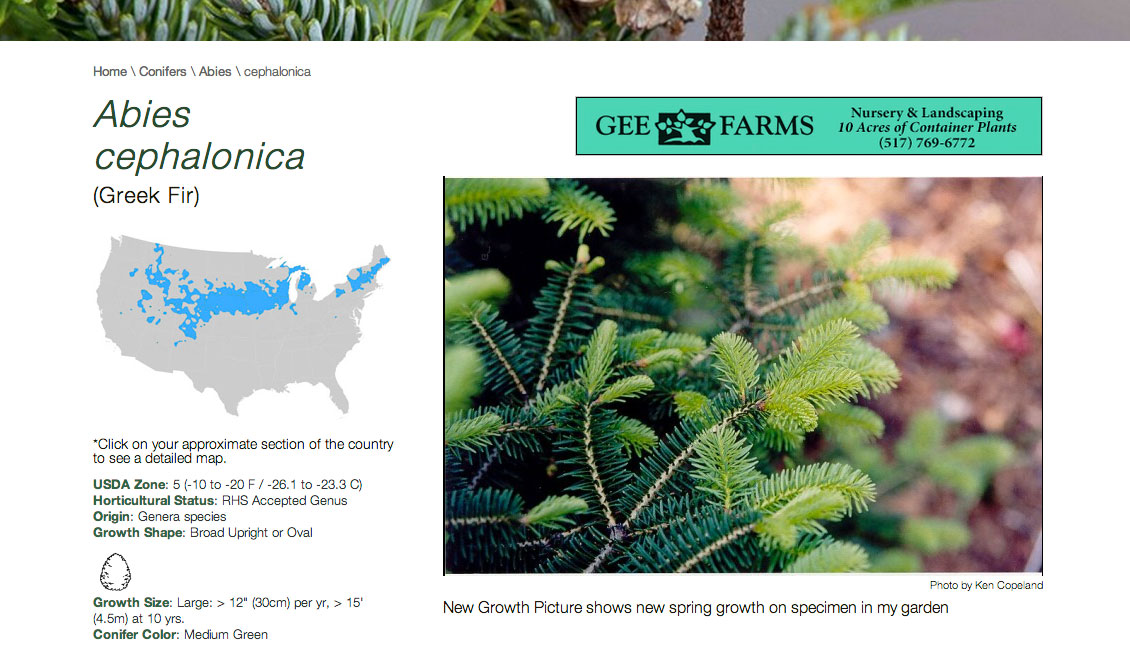 Home \ Conifers \ Abies \ cephalonica
Abies
cephalonica
(Greek Fir)
GEE FARMS
Nursery & Landscaping
10 Acres of Container Plants
(517) 769-6772
*Click on your approximate section of the country
to see a detailed map.
USDA Zone: 5 (-10 to -20 F / -26.1 to -23.3 C)
Horticultural Status: RHS Accepted Genus
Origin: Genera species
Growth Shape: Broad Upright or Oval
Growth Size: Large: > 12" (30cm) per yr, > 15'
(4.5m) at 10 yrs.
Conifer Color: Medium Green
Photo by Ken Copeland
New Growth Picture shows new spring growth on specimen in my garden